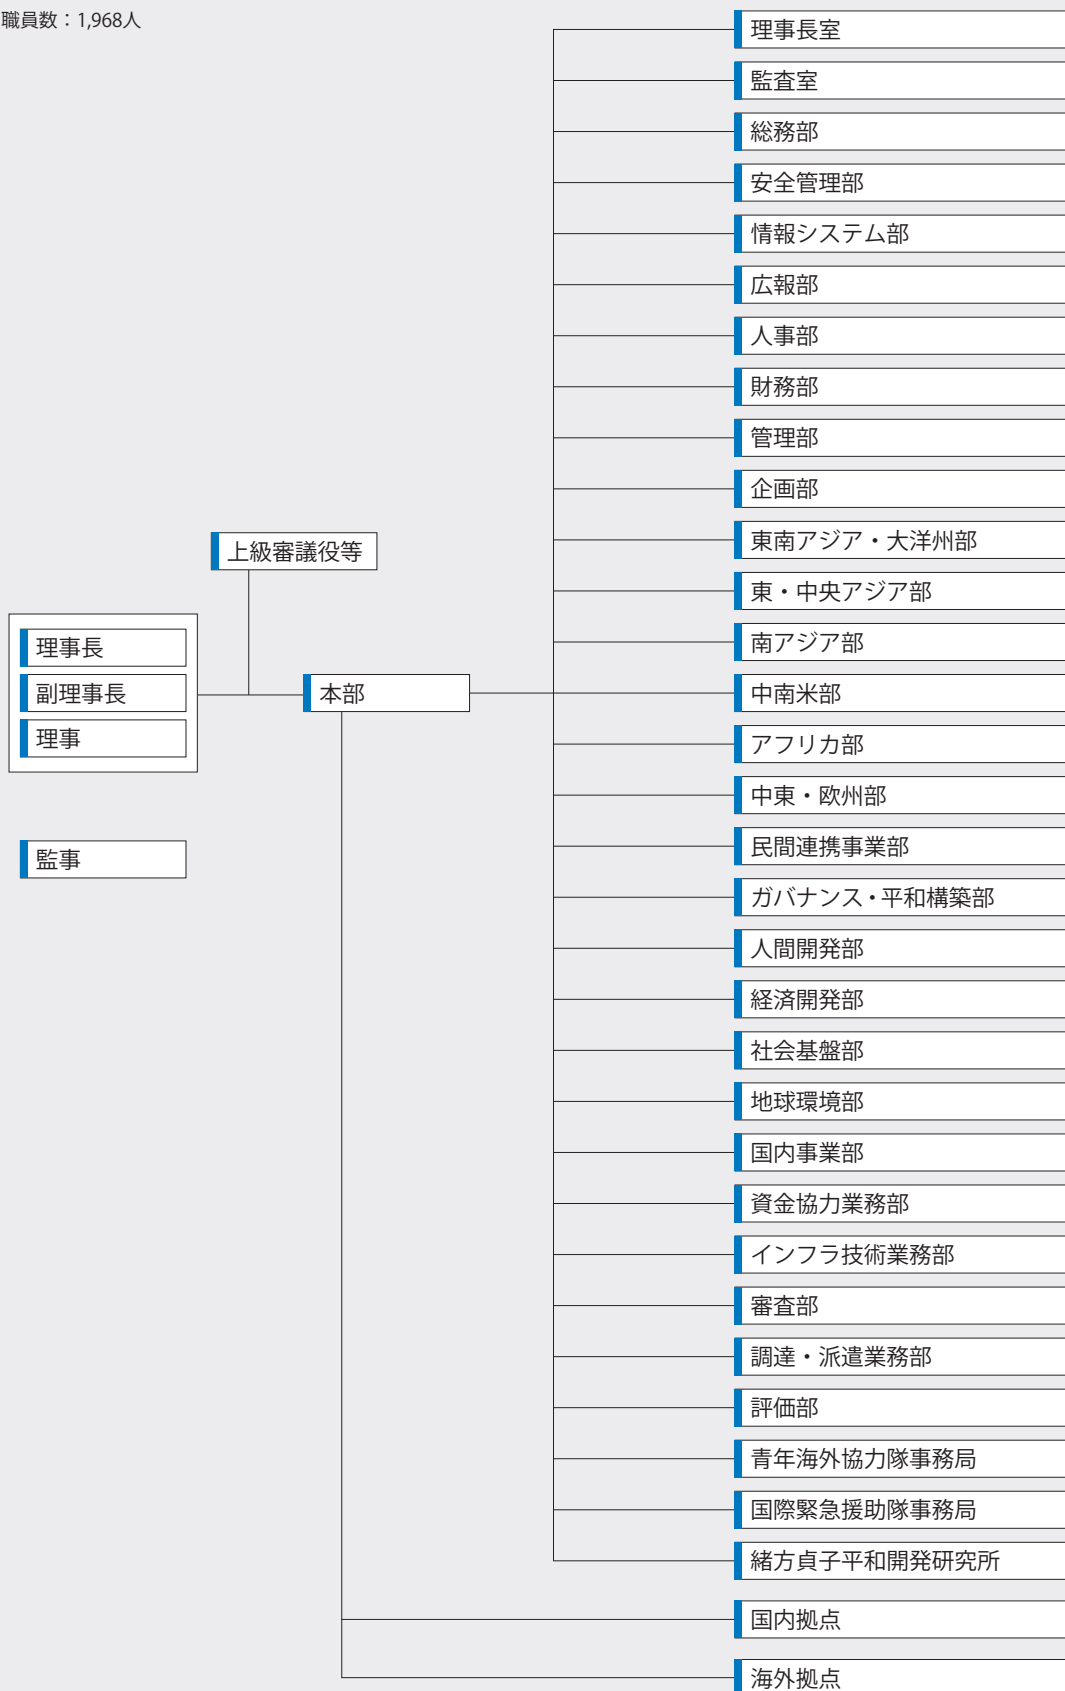 職員数：1,968人
上級審議役等
理事長
副理事長
理事
監事
本部
理事長室
監査室
総務部
安全管理部
情報システム部
広報部
人事部
財務部
管理部
企画部
東南アジア・大洋州部
東・中央アジア部
南アジア部
中南米部
アフリカ部
中東・欧州部
民間連携事業部
ガバナンス・平和構築部
人間開発部
経済開発部
社会基盤部
地球環境部
国内事業部
資金協力業務部
インフラ技術業務部
審査部
調達・派遣業務部
評価部
青年海外協力隊事務局
国際緊急援助隊事務局
緒方貞子平和開発研究所
国内拠点
海外拠点